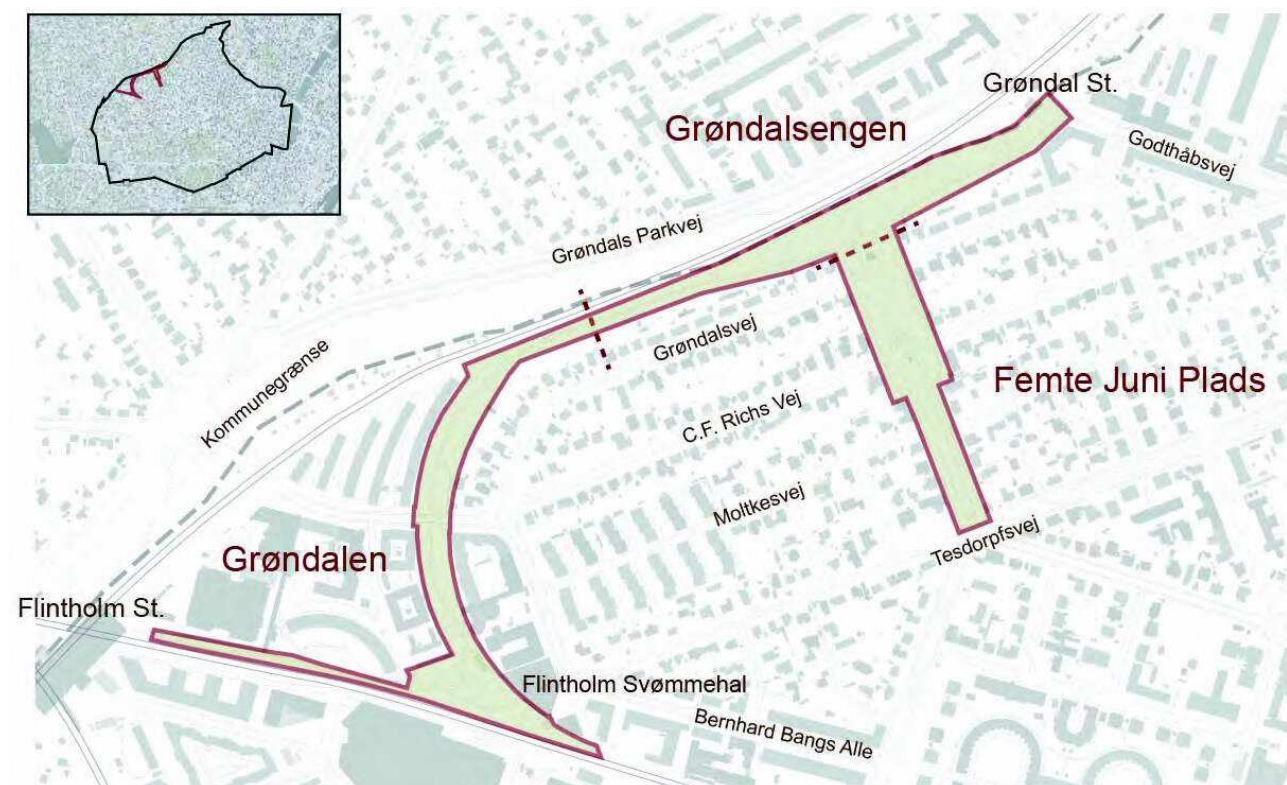 Grøndal St.
Grøndalsengen
Godthåbsvej
Grøndals Parkvej
Grøndalsvej
Kommunegrænse
Femte Juni Plads
C.F. Richs Vej
Moltkesvej
Tesdorpfsvej
Grøndalen
Flintholm St.
Flintholm Svømmehal
Bernhard Bangs Alle